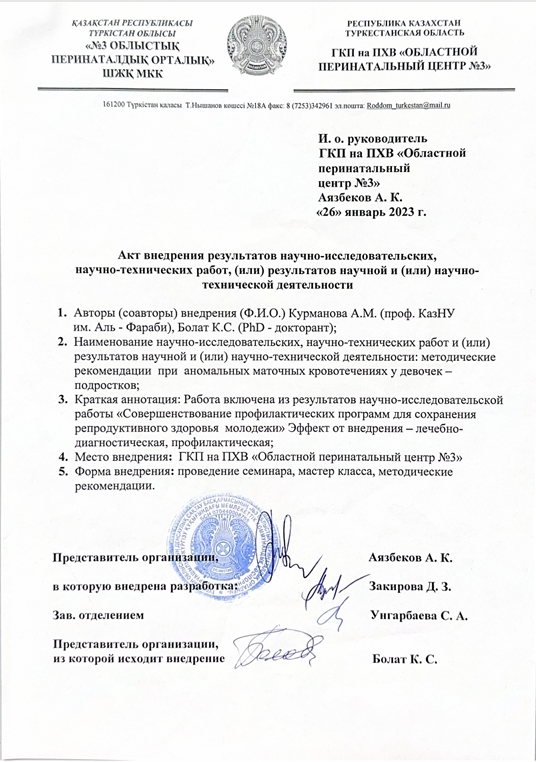 ҚАЗАҚСТАН РЕСПУБЛИКАСЫ
ТҮРКІСТАН ОБЛЫСЫ
«№3 ОБЛЫСТЫҚ
ПЕРИНАТАЛДЫҚ ОРТАЛЫҚ»
ШЖҚ МКК
РЕСПУБЛИКА КАЗАХСТАН
ТУРКЕСТАНСКАЯ ОБЛАСТЬ
ГКП на ПХВ «ОБЛАСТНОЙ
ПЕРИНАТАЛЬНЫЙ ЦЕНТР №3»
161200 Түркістан қаласы Т.Нышанов көшесі №18А факс: 8 (7253)342961 эл.пошта: Roddom_turkestan@mail.ru
И. о. руководитель
ГКП на ПХВ «Областной
перинатальный
центр №3»
Аязбеков А. К.
«26» январь 2023 г.
Акт внедрения результатов научно-исследовательских,
научно-технических работ, (или) результатов научной и (или) научно-
технической деятельности
1. Авторы (соавторы) внедрения (Ф.И.О.) Курманова А.М. (проф. КазНУ
им. Аль - Фараби), Болат К.С. (PhD - докторант);
2. Наименование научно-исследовательских, научно-технических работ и (или)
результатов научной и (или) научно-технической деятельности: методические
рекомендации при аномальных маточных кровотечениях у девочек –
подростков;
3. Краткая аннотация: Работа включена из результатов научно-исследовательской
работы «Совершенствование профилактических программ для сохранения
репродуктивного здоровья молодежи» Эффект от внедрения – лечебно-
диагностическая, профилактическая;
4. Место внедрения: ГКП на ПХВ «Областной перинатальный центр №3»
5. Форма внедрения: проведение семинара, мастер класса, методические
рекомендации.
Представитель организации, Аязбеков А. К.
в которую внедрена разработка: Закирова Д. З.
Зав. отделением Унгарбаева С. А.
Представитель организации,
из которой исходит внедрение Болат К. С.